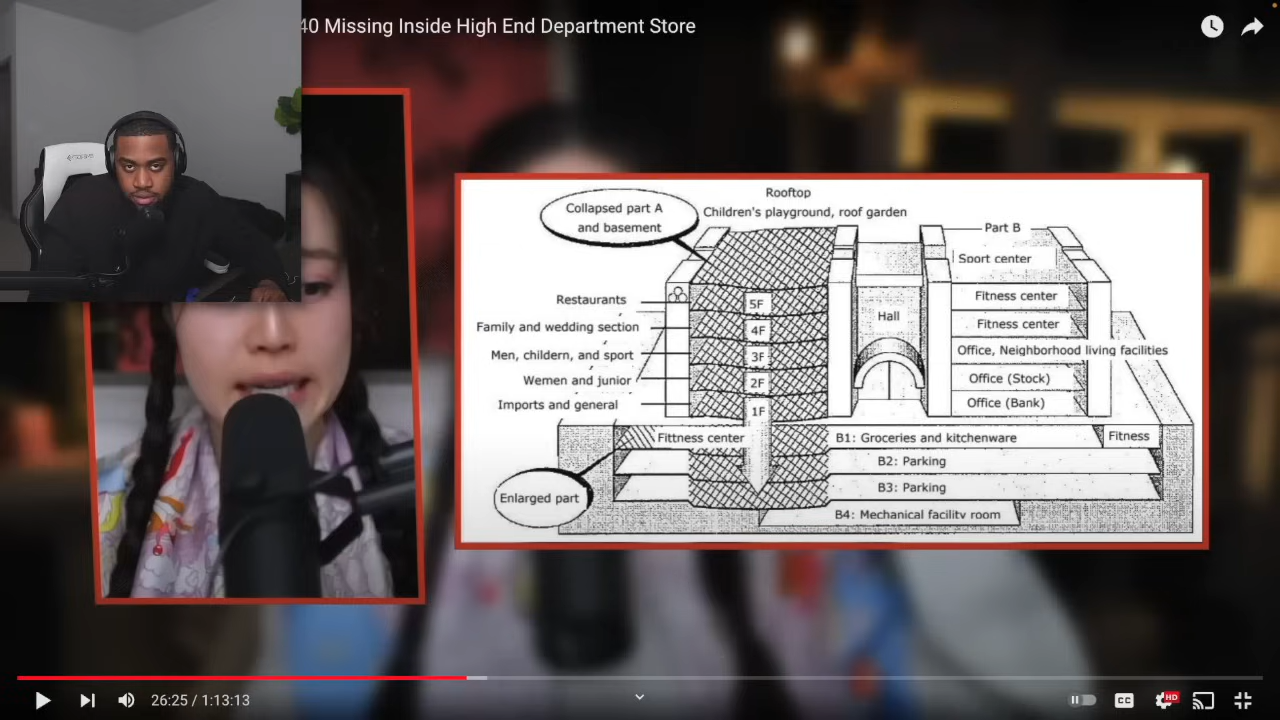 40 Missing Inside High End Department Store
Rooftop
Children's playground, roof garden
Collapsed part A
and basement
Part B
Sport center
Restaurants
Family and wedding section
Men, childern, and sport
Women and junior
Imports and general
5F
4F
3F
2F
1F
Hall
Fitness center
Fitness center
Office, Neighborhood living facilities
Office (Stock)
Office (Bank)
Fittness center
B1: Groceries and kitchenware
Fitness
B2: Parking
B3: Parking
B4: Mechanical facility room
Enlarged part
26:25 / 1:13:13
CC
HD